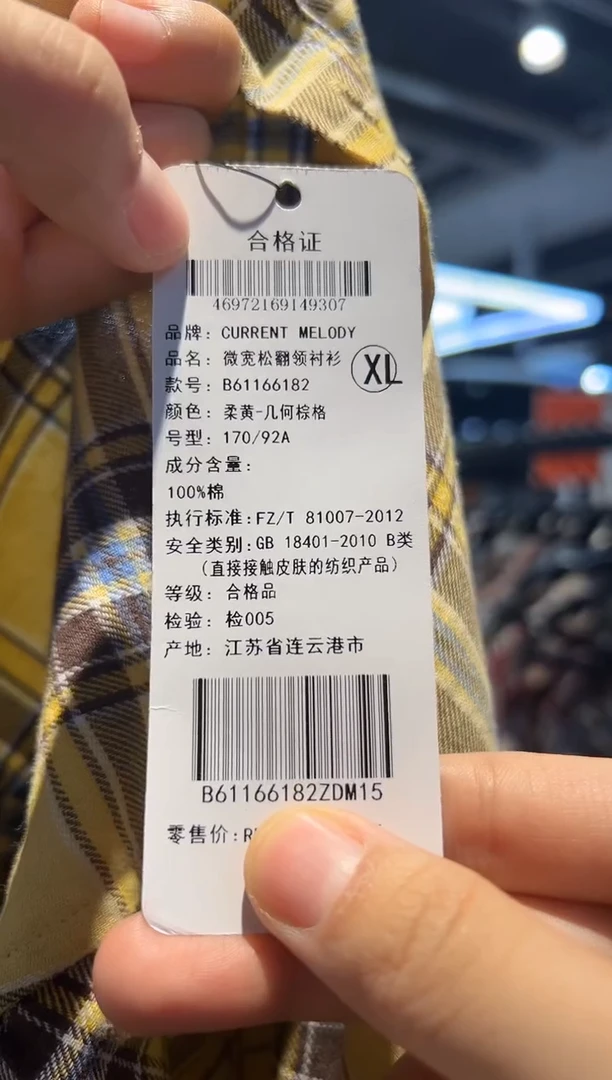 合格证
46972169149307
品牌: CURRENT MELODY
品名: 微宽松翻领衬衫
XL
款号: B61166182
颜色: 柔黄-几何棕格
号型: 170/92A
成分含量:
100%棉
执行标准:FZ/T 81007-2012
安全类别:GB 18401-2010 B类
(直接接触皮肤的纺织产品)
等级: 合格品
检验: 检005
产地: 江苏省连云港市
B61166182ZDM15
零售价: